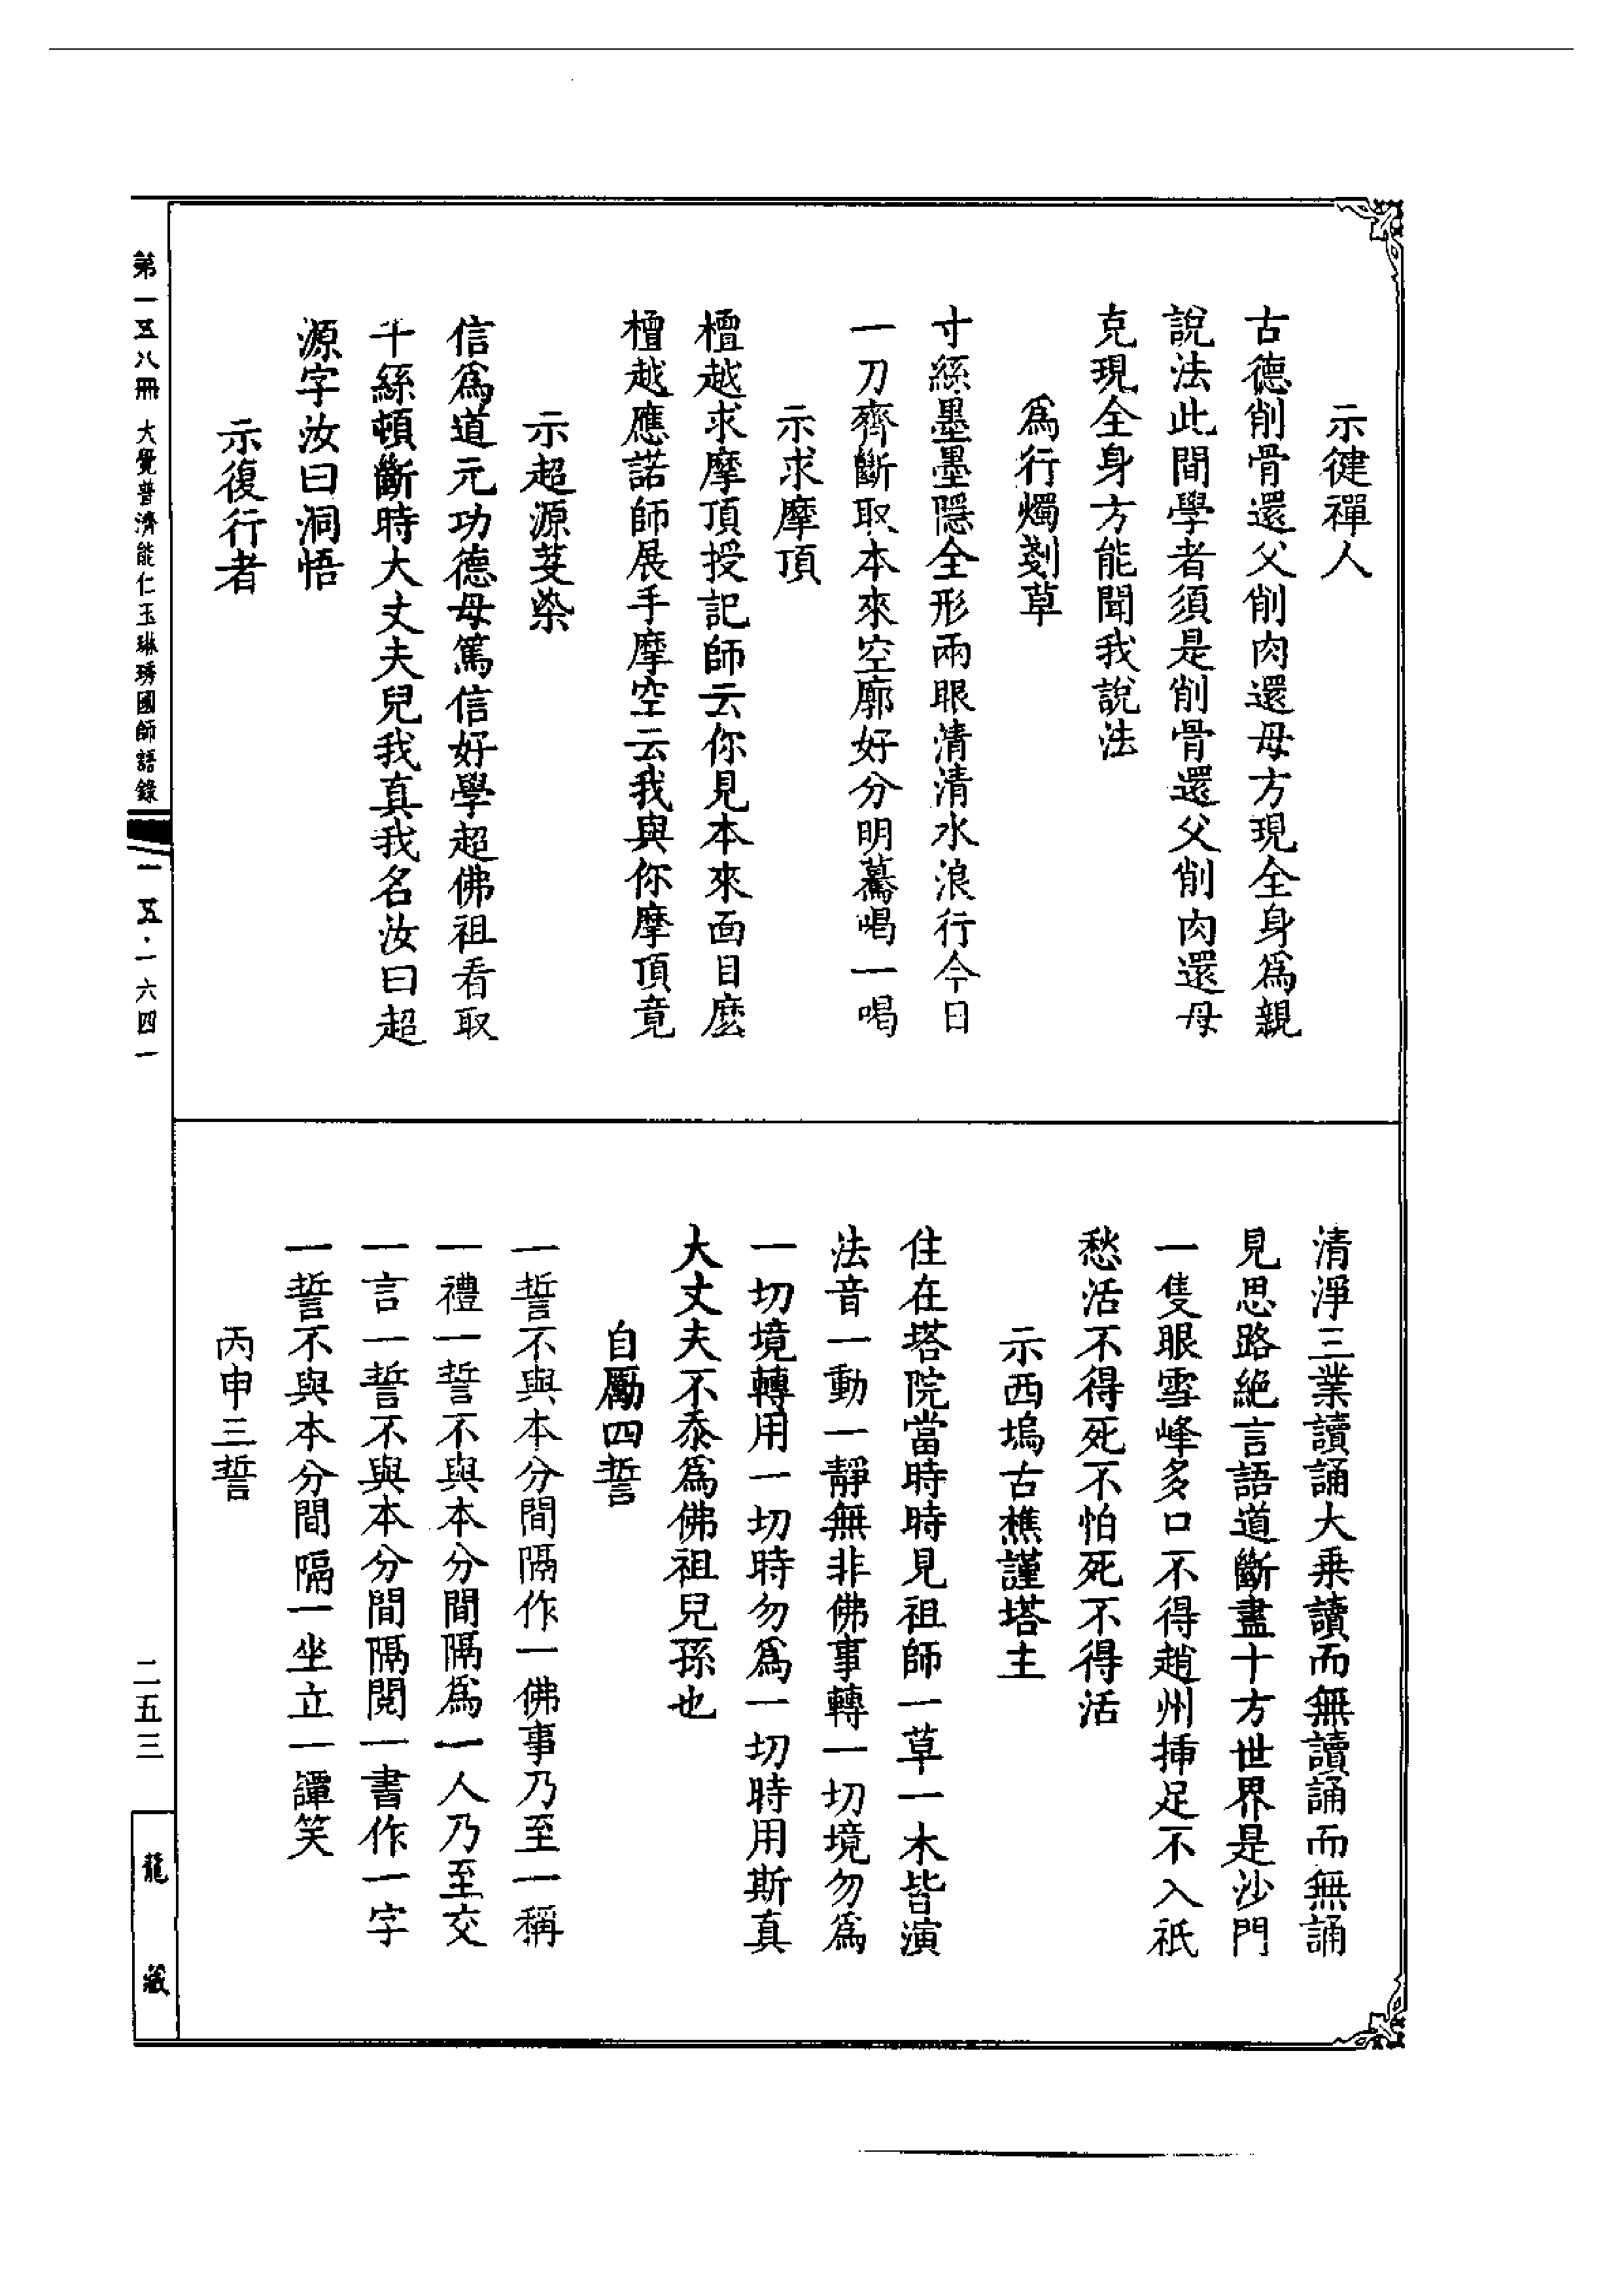 示徤禪人
古德削骨還父削肉還母方現全身爲親
說法此間學者須是削骨還父削肉還母
克現全身方能聞我說法
爲行燭剗草
寸絲墨墨隱全形兩眼清清水浪行今日
一刀齊斷取本來空廓好分明驀喝一喝
示求摩頂
檀越求摩頂授記師云你見本來面目麽
檀越應諾師展手摩空云我與你摩頂竟
示超源芟染
信爲道元功德母篤信好學超佛祖看取
千絲頓斷時大丈夫兒我真我名汝曰超
源字汝曰洞悟
示復行者
清淨三業讀誦大乗讀而無讀誦而無誦
見思路絕言語道斷盡十方世界是沙門
一隻眼雪峰多口不得趙州揷足不入祇
愁活不得死不怕死不得活
示西塢古樵謹塔主
住在塔院當時時見祖師一草一木皆演
法音一動一靜無非佛事轉一切境勿爲
一切境轉用一切時勿爲一切時用斯真
大丈夫不忝爲佛祖兒孫也
自勵四誓
一誓不與本分間隔作一佛事乃至一稱
一禮一誓不與本分間隔爲一人乃至交
一言一誓不與本分間隔閱一書作一字
一誓不與本分間隔一坐立一譚笑
丙申三誓
第一五八冊 大覺普濟能仁玉琳琇國師語錄
一五·一六四一
二五三
龍藏